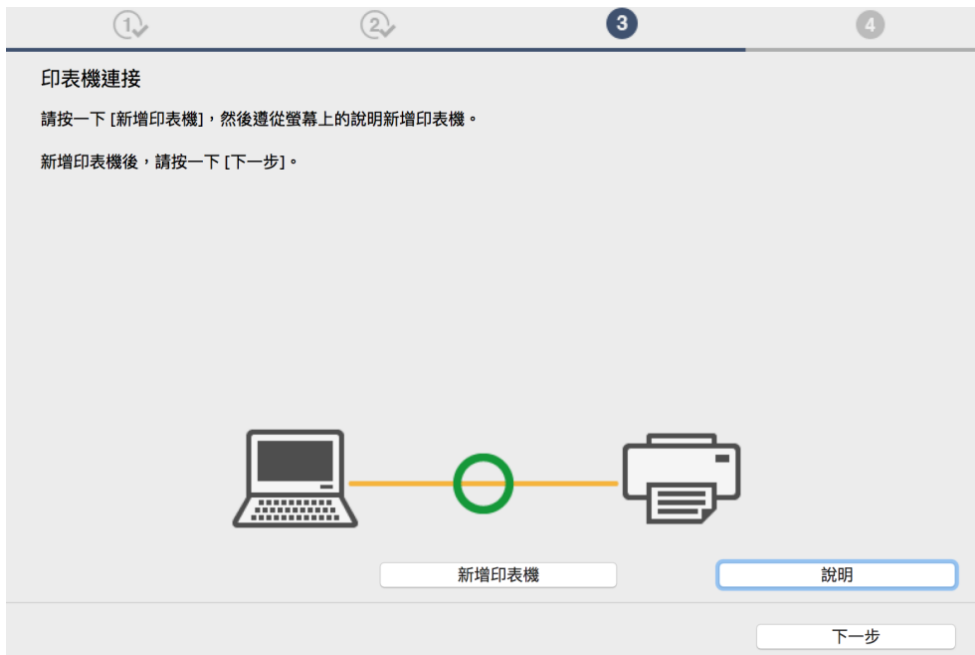 1 2 3 4
印表機連接
請按一下 [新增印表機],然後遵從螢幕上的說明新增印表機。
新增印表機後,請按一下 [下一步]。
新增印表機 說明
下一步